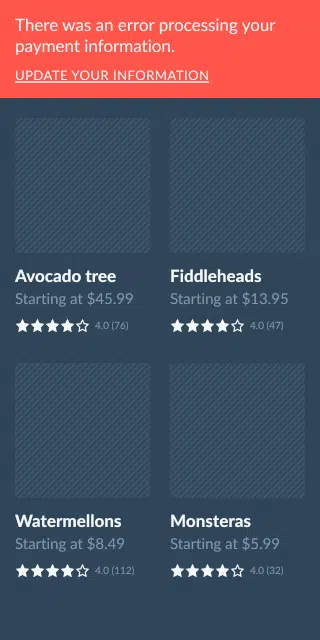 There was an error processing your
payment information.
UPDATE YOUR INFORMATION
Avocado tree
Starting at $45.99
4.0 (76)
Fiddleheads
Starting at $13.95
4.0 (47)
Watermellons
Starting at $8.49
4.0 (112)
Monsteras
Starting at $5.99
4.0 (32)